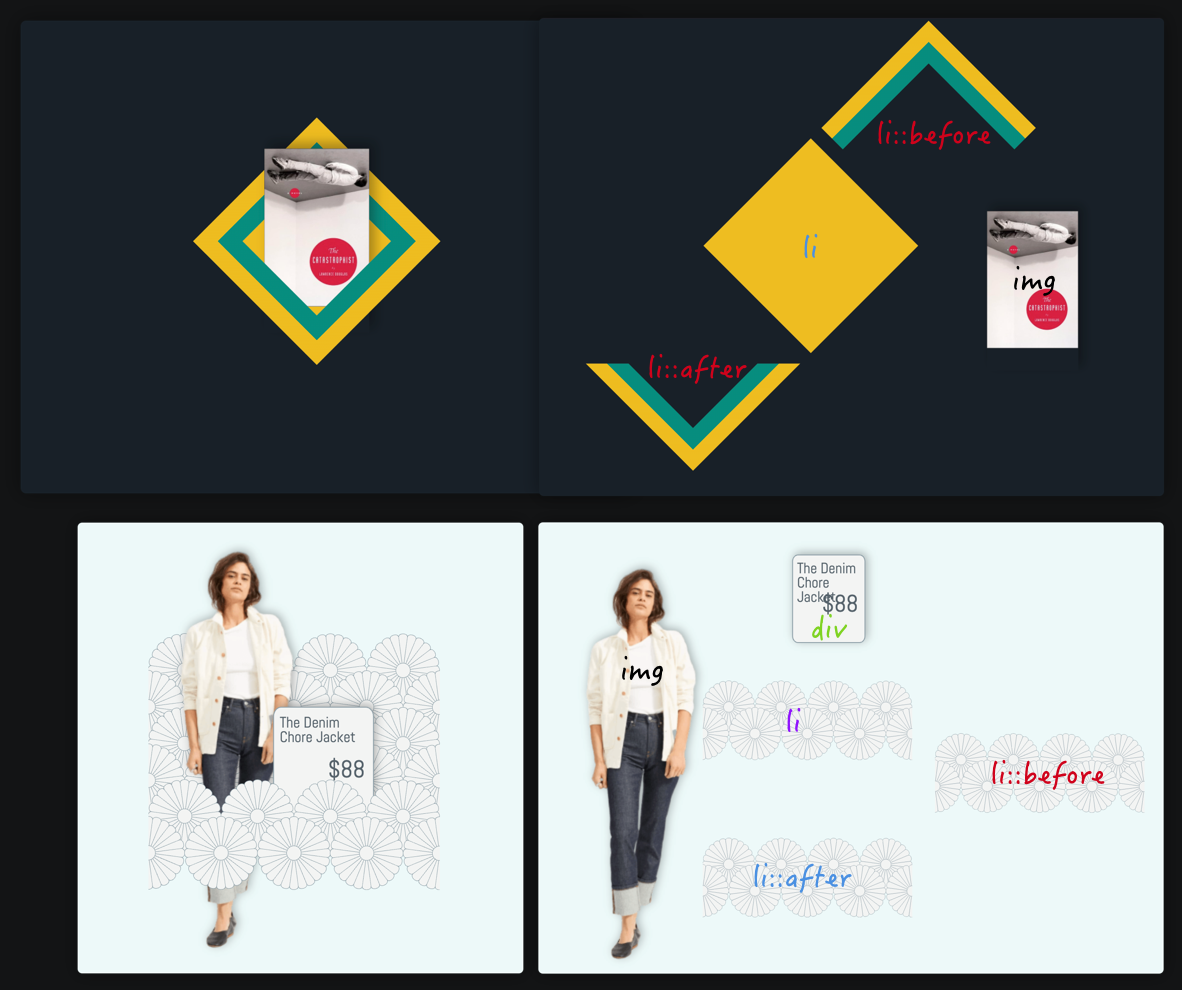 The
CATASTROPHIST
LAWRENCE DOUGLAS
li::before
li
img
The
CATASTROPHIST
li::after
The Denim
Chore Jacket
$88
The Denim
Chore
Jacket
$88
div
img
li
li::before
li::after